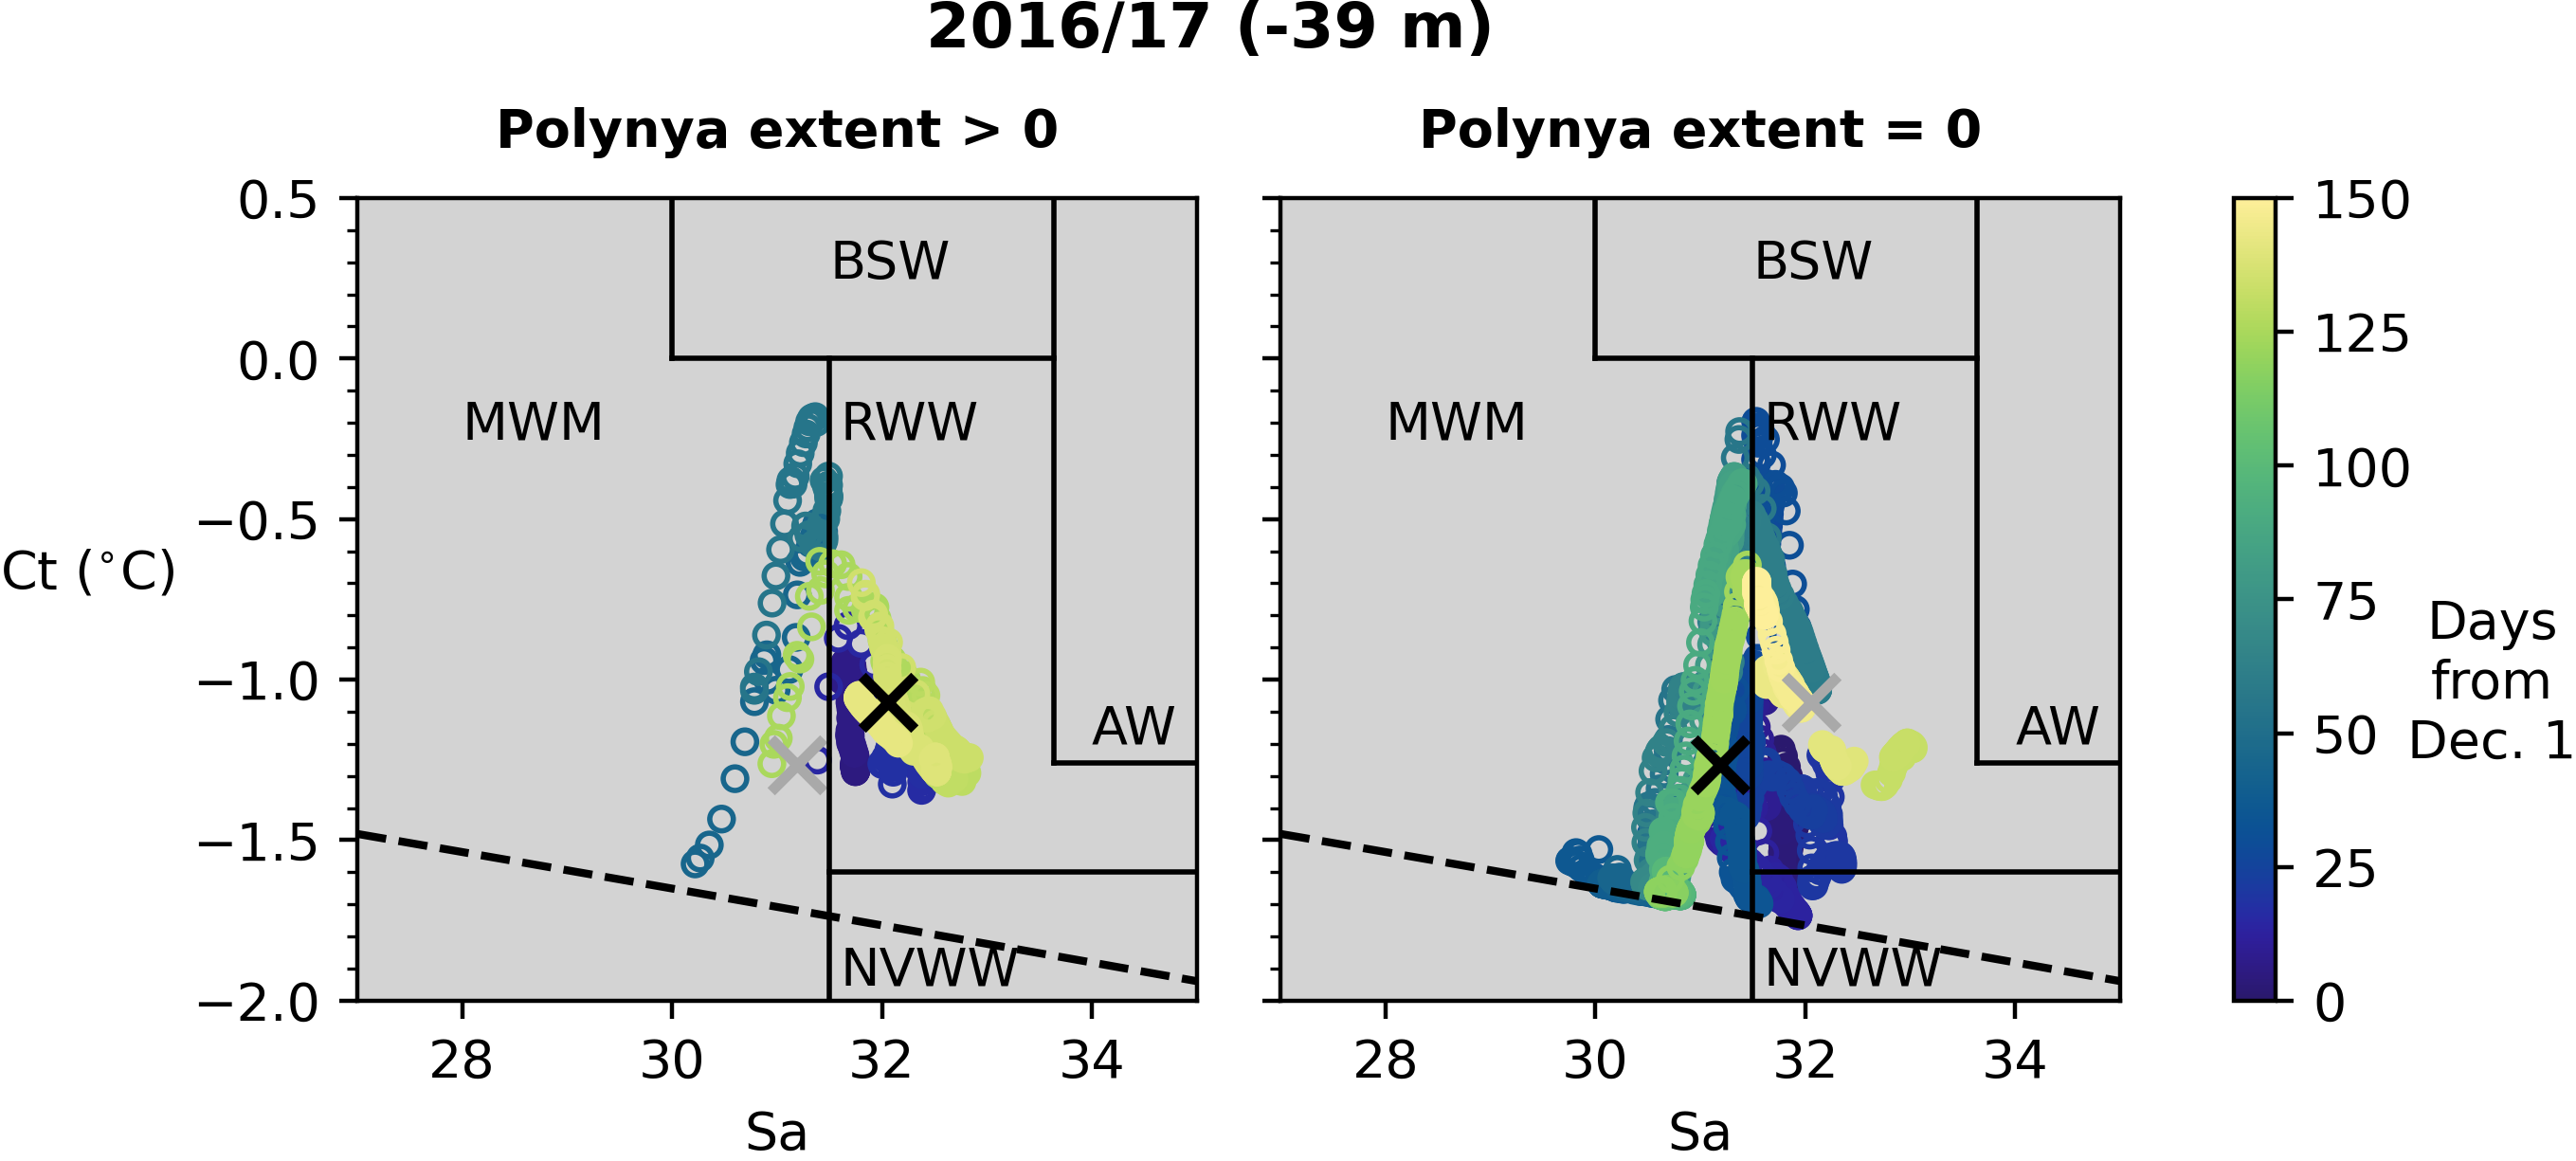 2016/17 (-39 m)
Polynya extent > 0
Polynya extent = 0
0.5
0.0
−0.5
−1.0
−1.5
−2.0
Ct (°C)
BSW
MWM
RWW
AW
NVWW
28
30
32
34
Sa
BSW
MWM
RWW
AW
NVWW
28
30
32
34
Sa
150
125
100
75
50
25
0
Days
from
Dec. 1